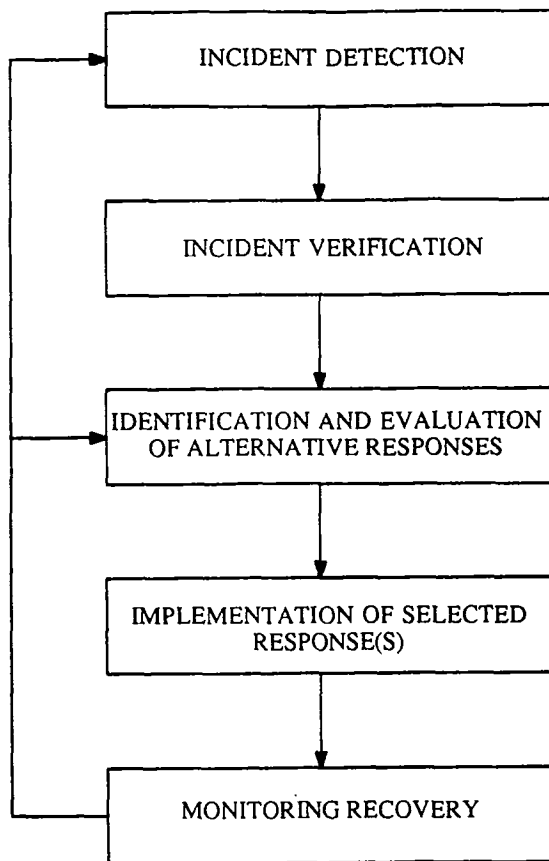 INCIDENT DETECTION
INCIDENT VERIFICATION
IDENTIFICATION AND EVALUATION
OF ALTERNATIVE RESPONSES
IMPLEMENTATION OF SELECTED
RESPONSE(S)
MONITORING RECOVERY